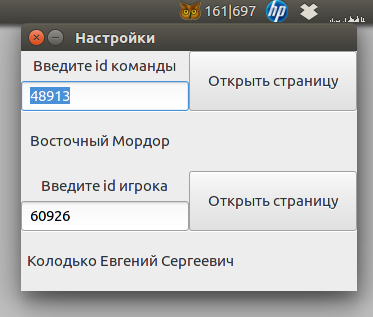 161|697
hp
Настройки
Введите id команды
Открыть страницу
48913
Восточный Мордор
Введите id игрока
Открыть страницу
60926
Колодько Евгений Сергеевич